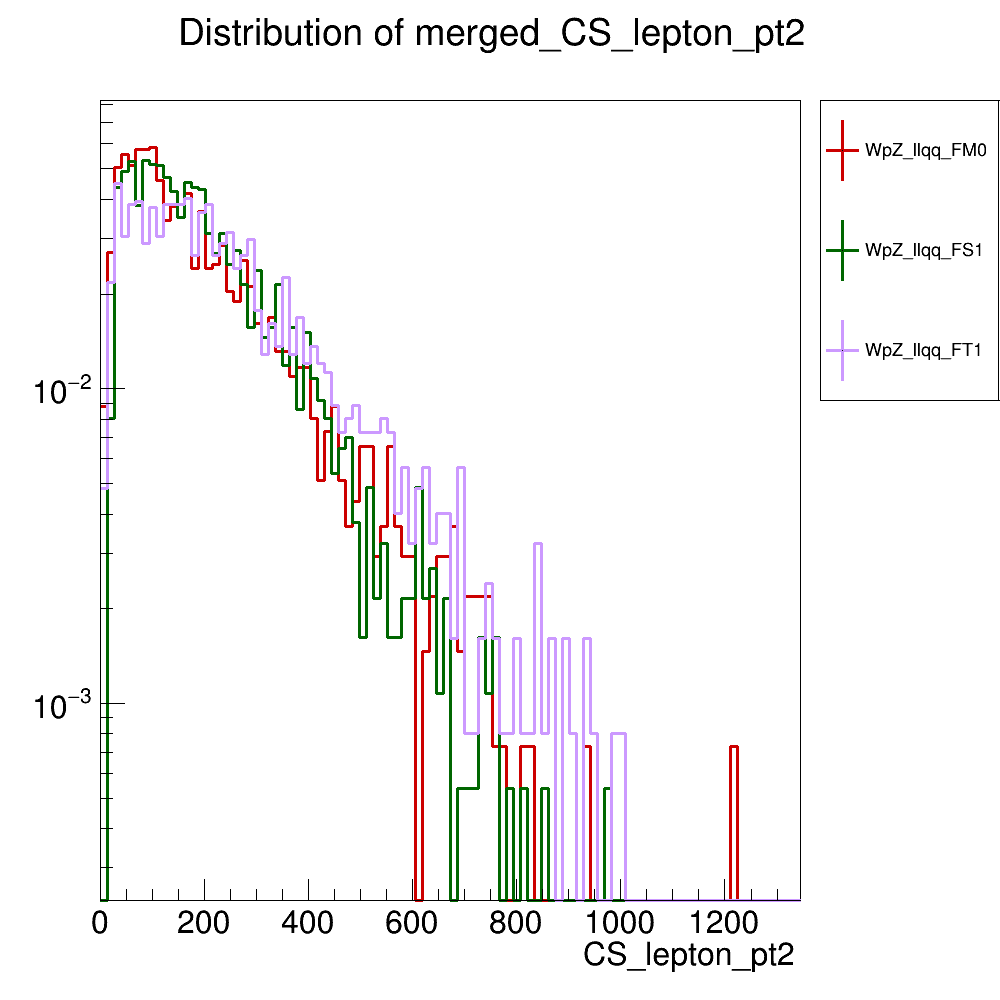 Distribution of merged_CS_lepton_pt2
WpZ_llqq_FM0
WpZ_llqq_FS1
WpZ_llqq_FT1
10⁻²
10⁻³
0 200 400 600 800 1000 1200
CS_lepton_pt2